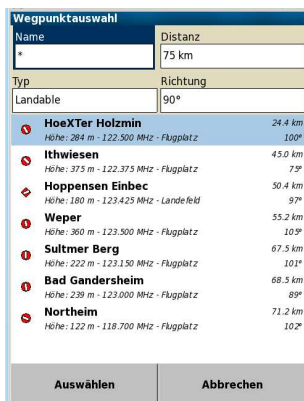 Wegpunktauswahl
Name Distanz
* 75 km
Typ Richtung
Landable 90°
HoeXTer Holzmin 24.4 km
Höhe: 284 m - 122.500 MHz - Flugplatz 100°
Ithwiesen 45.0 km
Höhe: 375 m - 122.375 MHz - Flugplatz 75°
Hoppensen Einbec 50.4 km
Höhe: 180 m - 123.425 MHz - Landefeld 97°
Weper 55.2 km
Höhe: 360 m - 123.500 MHz - Flugplatz 105°
Sultmer Berg 67.5 km
Höhe: 222 m - 123.150 MHz - Flugplatz 101°
Bad Gandersheim 68.5 km
Höhe: 239 m - 123.000 MHz - Flugplatz 89°
Northeim 71.2 km
Höhe: 122 m - 118.700 MHz - Flugplatz 102°
Auswählen Abbrechen